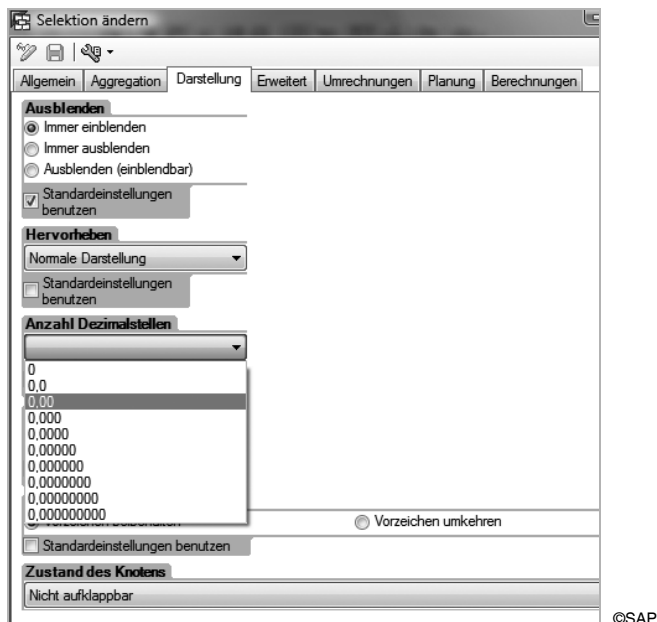 Selektion ändern
Allgemein Aggregation Darstellung Erweitert Umrechnungen Planung Berechnungen
Ausblenden
Immer einblenden
Immer ausblenden
Ausblenden (einblendbar)
Standardeinstellungen
benutzen
Hervorheben
Normale Darstellung
Standardeinstellungen
benutzen
Anzahl Dezimalstellen
0
0,0
0,00
0,000
0,0000
0,00000
0,000000
0,0000000
0,00000000
0,000000000
Vorzeichen umkehren
Standardeinstellungen benutzen
Zustand des Knotens
Nicht aufklappbar
©SAP